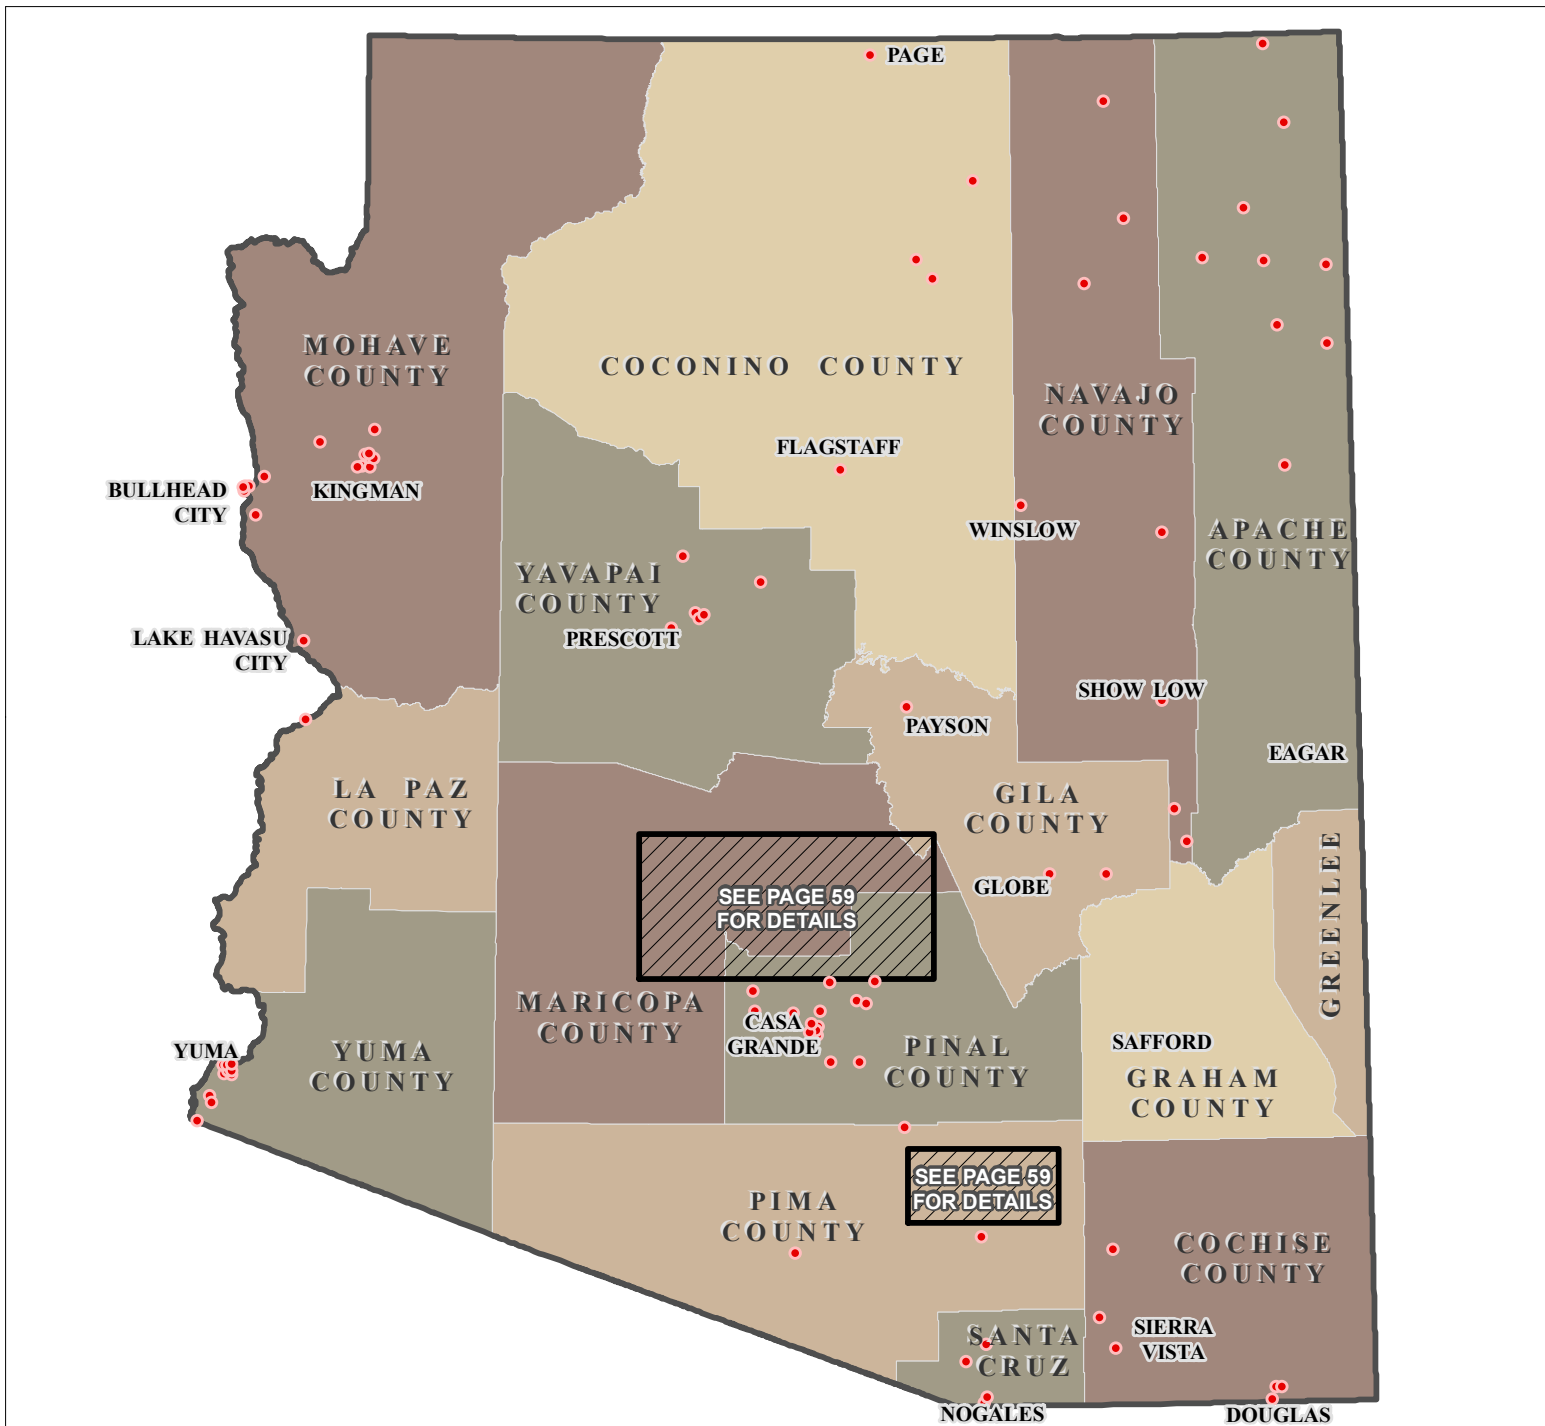 PAGE
MOHAVE
COUNTY
COCONINO COUNTY
NAVAJO
COUNTY
FLAGSTAFF
BULLHEAD
CITY
KINGMAN
WINSLOW
APACHE
COUNTY
YAVAPAI
COUNTY
PRESCOTT
LAKE HAVASU
CITY
SHOW LOW
PAYSON
EAGAR
LA PAZ
COUNTY
GILA
COUNTY
GLOBE
SEE PAGE 59
FOR DETAILS
GREENLEE
MARICOPA
COUNTY
CASA
GRANDE
PINAL
COUNTY
SAFFORD
GRAHAM
COUNTY
YUMA
YUMA
COUNTY
SEE PAGE 59
FOR DETAILS
PIMA
COUNTY
COCHISE
COUNTY
SANTA
CRUZ
SIERRA
VISTA
NOGALES
DOUGLAS